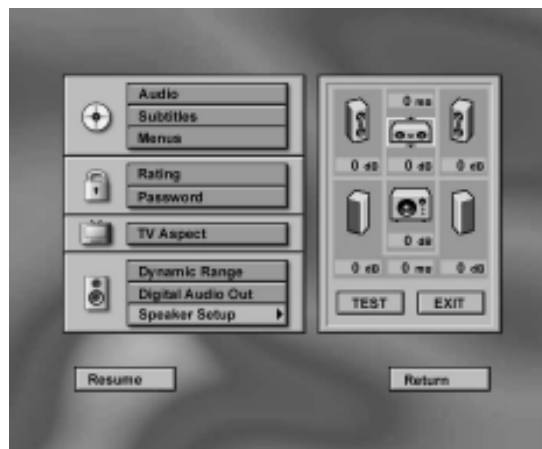 Audio
Subtitles
Menus
Rating
Password
TV Aspect
Dynamic Range
Digital Audio Out
Speaker Setup
0 ms
0 dB 0 dB 0 dB
0 dB
0 dB 0 ms 0 dB
TEST EXIT
Resume Return